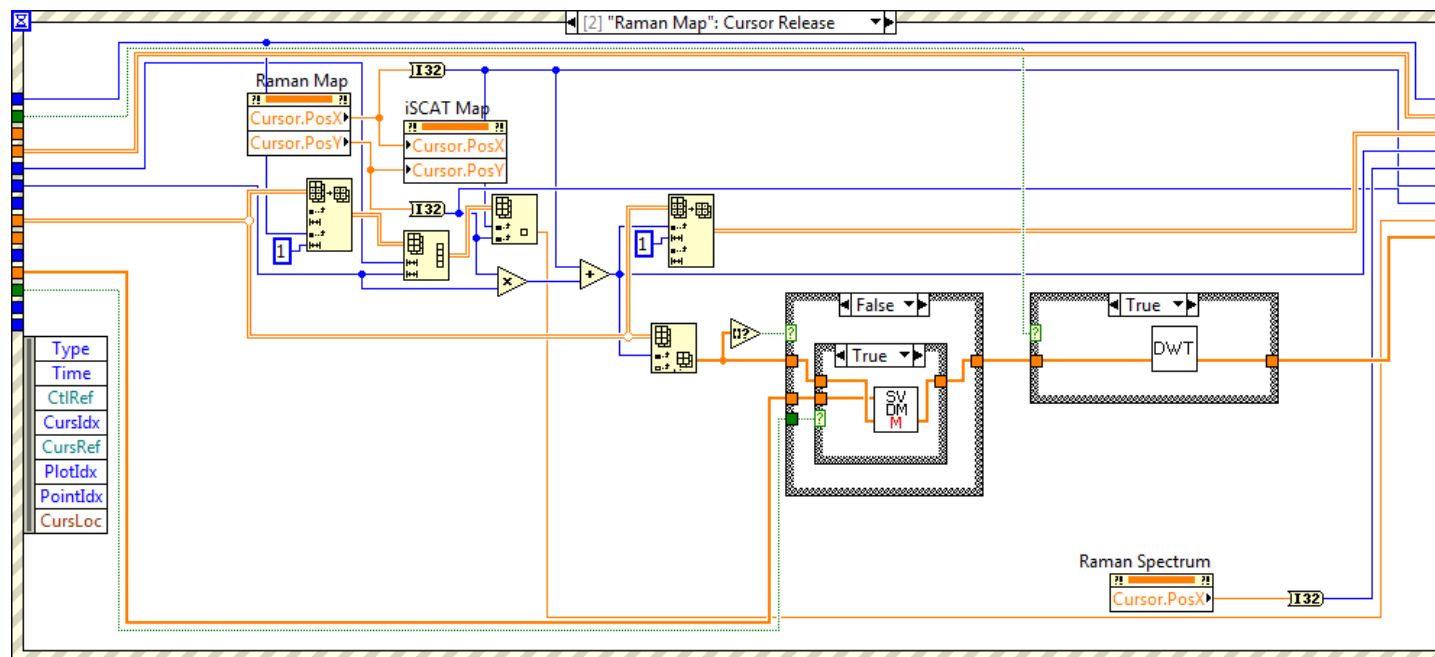 [2] "Raman Map": Cursor Release
Raman Map
?! ?!
Cursor.PosX
Cursor.PosY
I32
iSCAT Map
?! ?!
Cursor.PosX
Cursor.PosY
I32
1
1
×
+
Type
Time
CtlRef
CursIdx
CursRef
PlotIdx
PointIdx
CursLoc
[]?
False
?
True
?
SV
DM
M
True
?
DWT
Raman Spectrum
?! ?!
Cursor.PosX
I32